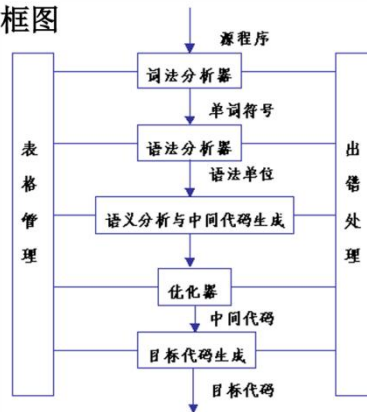 框图
源程序
词法分析器
单词符号
语法分析器
语法单位
语义分析与中间代码生成
优化器
中间代码
目标代码生成
目标代码
表格管理
出错处理